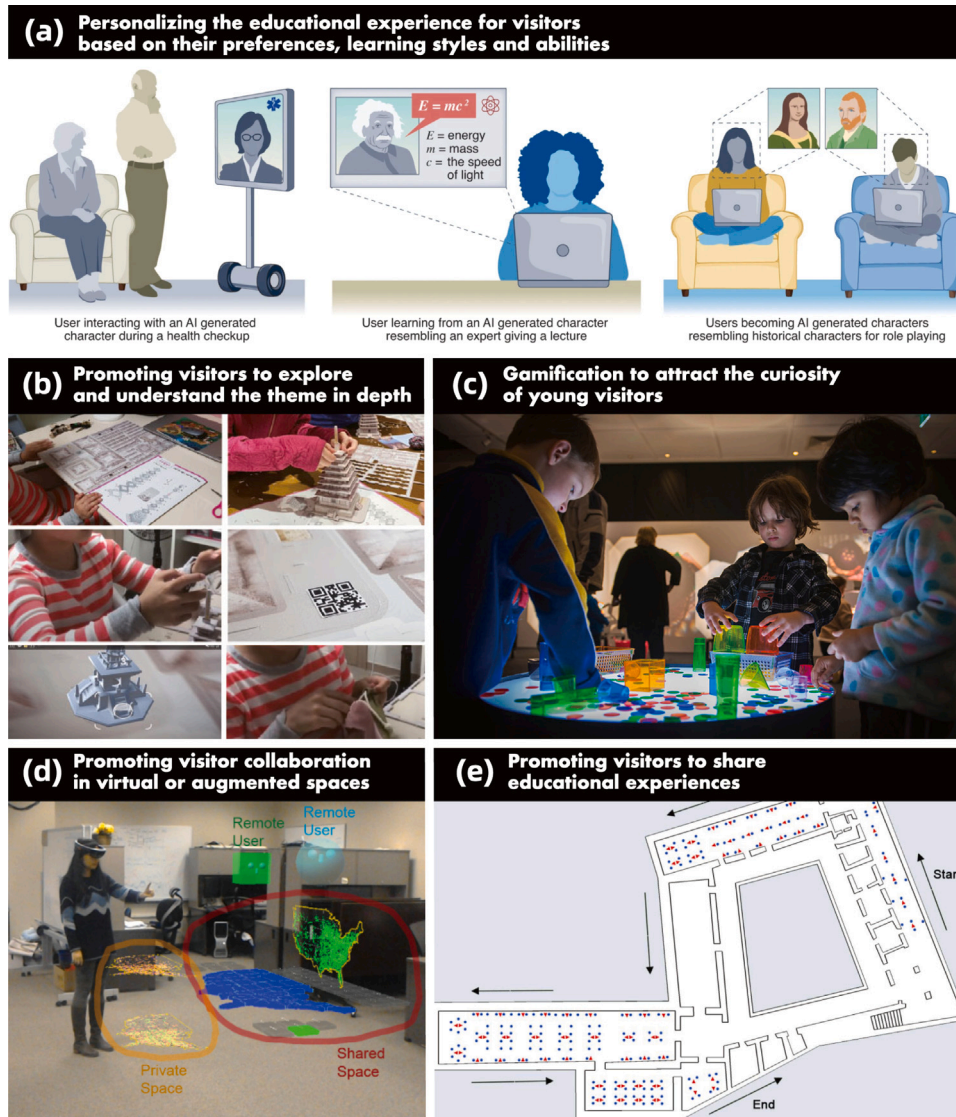 (a) Personalizing the educational experience for visitors
based on their preferences, learning styles and abilities
E = mc²
E = energy
m = mass
c = the speed
of light
User interacting with an AI generated
character during a health checkup
User learning from an AI generated character
resembling an expert giving a lecture
Users becoming AI generated characters
resembling historical characters for role playing
(b) Promoting visitors to explore
and understand the theme in depth
(c) Gamification to attract the curiosity
of young visitors
(d) Promoting visitor collaboration
in virtual or augmented spaces
Remote
User
Remote
User
Private
Space
Shared
Space
(e) Promoting visitors to share
educational experiences
Start
End